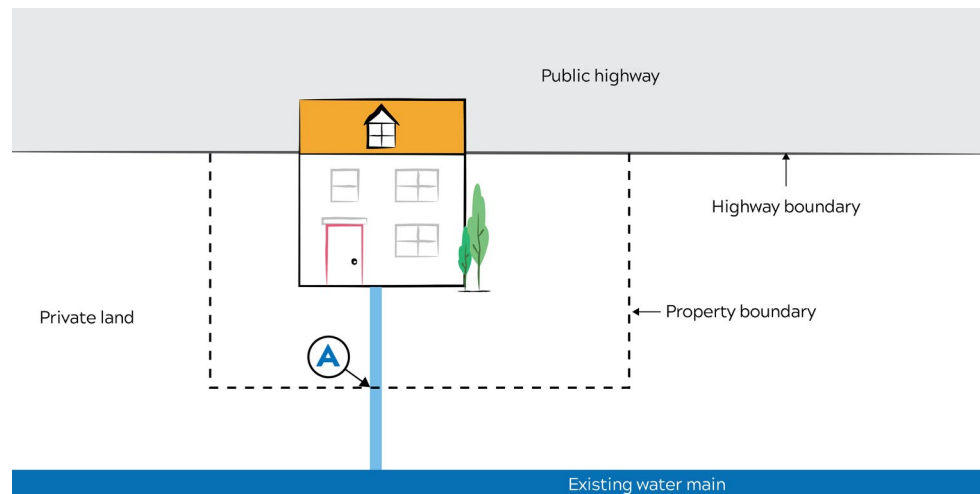 Public highway
Highway boundary
Property boundary
Private land
A
Existing water main